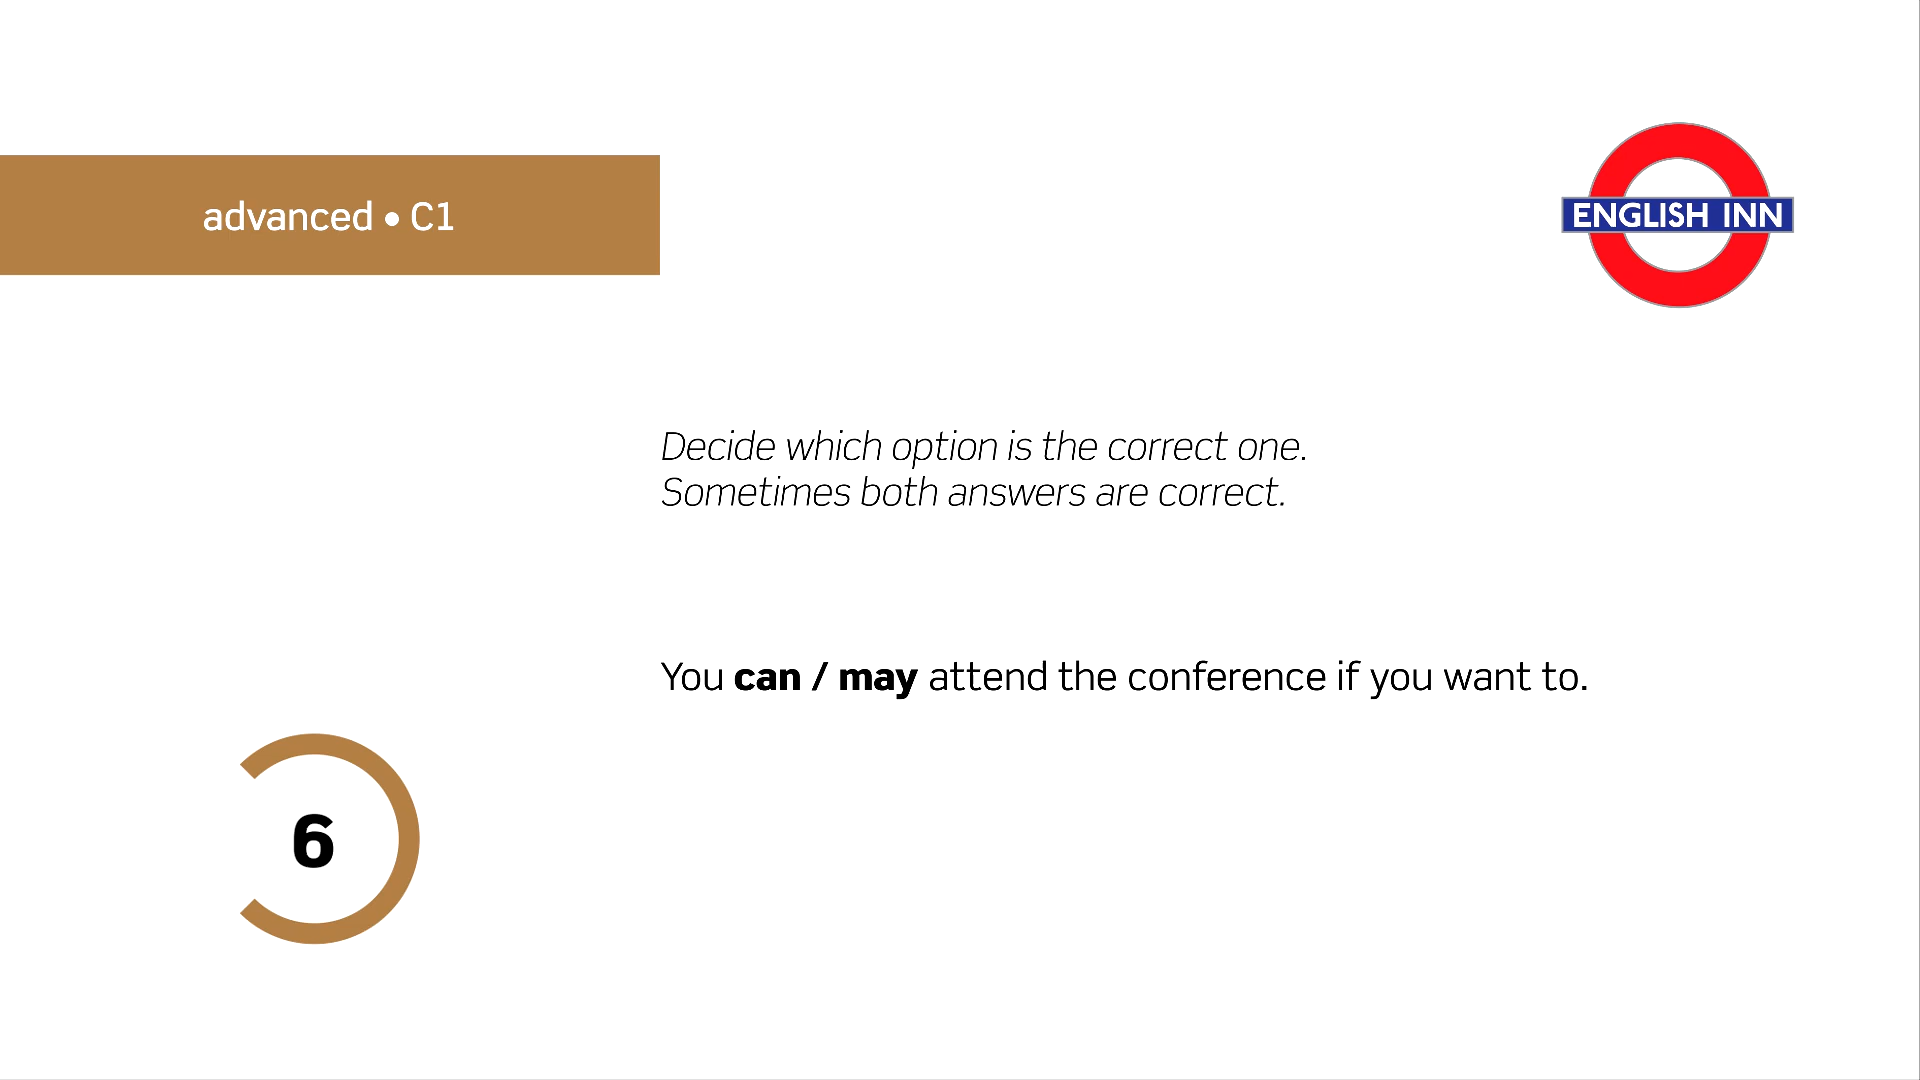 advanced • C1
ENGLISH INN
Decide which option is the correct one.
Sometimes both answers are correct.
You can / may attend the conference if you want to.
6